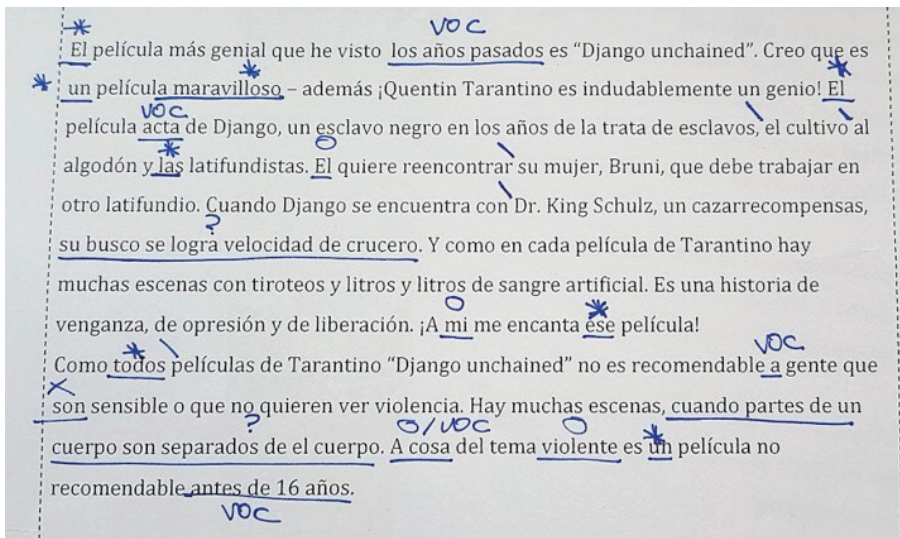 VOC
El película más genial que he visto los años pasados es “Django unchained”. Creo que es
un película maravilloso – además ¡Quentin Tarantino es indudablemente un genio! El
VOC
película acta de Django, un esclavo negro en los años de la trata de esclavos, el cultivo al
algodón y las latifundistas. El quiere reencontrar su mujer, Bruni, que debe trabajar en
otro latifundio. Cuando Django se encuentra con Dr. King Schulz, un cazarrecompensas,
?
su busco se logra velocidad de crucero. Y como en cada película de Tarantino hay
muchas escenas con tiroteos y litros y litros de sangre artificial. Es una historia de
venganza, de opresión y de liberación. ¡A mi me encanta ése película!
VOC
Como todos películas de Tarantino “Django unchained” no es recomendable a gente que
son sensible o que no quieren ver violencia. Hay muchas escenas, cuando partes de un
? O/VOC O
cuerpo son separados de el cuerpo. A cosa del tema violente es un película no
recomendable antes de 16 años.
VOC